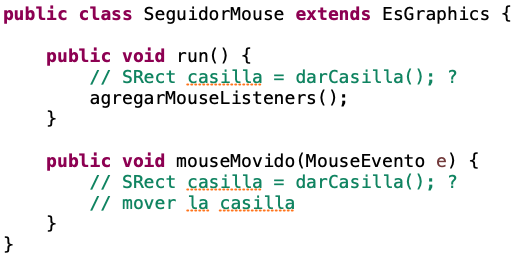 public class SeguidorMouse extends EsGraphics {
public void run() {
// SRect casilla = darCasilla(); ?
agregarMouseListeners();
}
public void mouseMovido(MouseEvento e) {
// SRect casilla = darCasilla(); ?
// mover la casilla
}
}